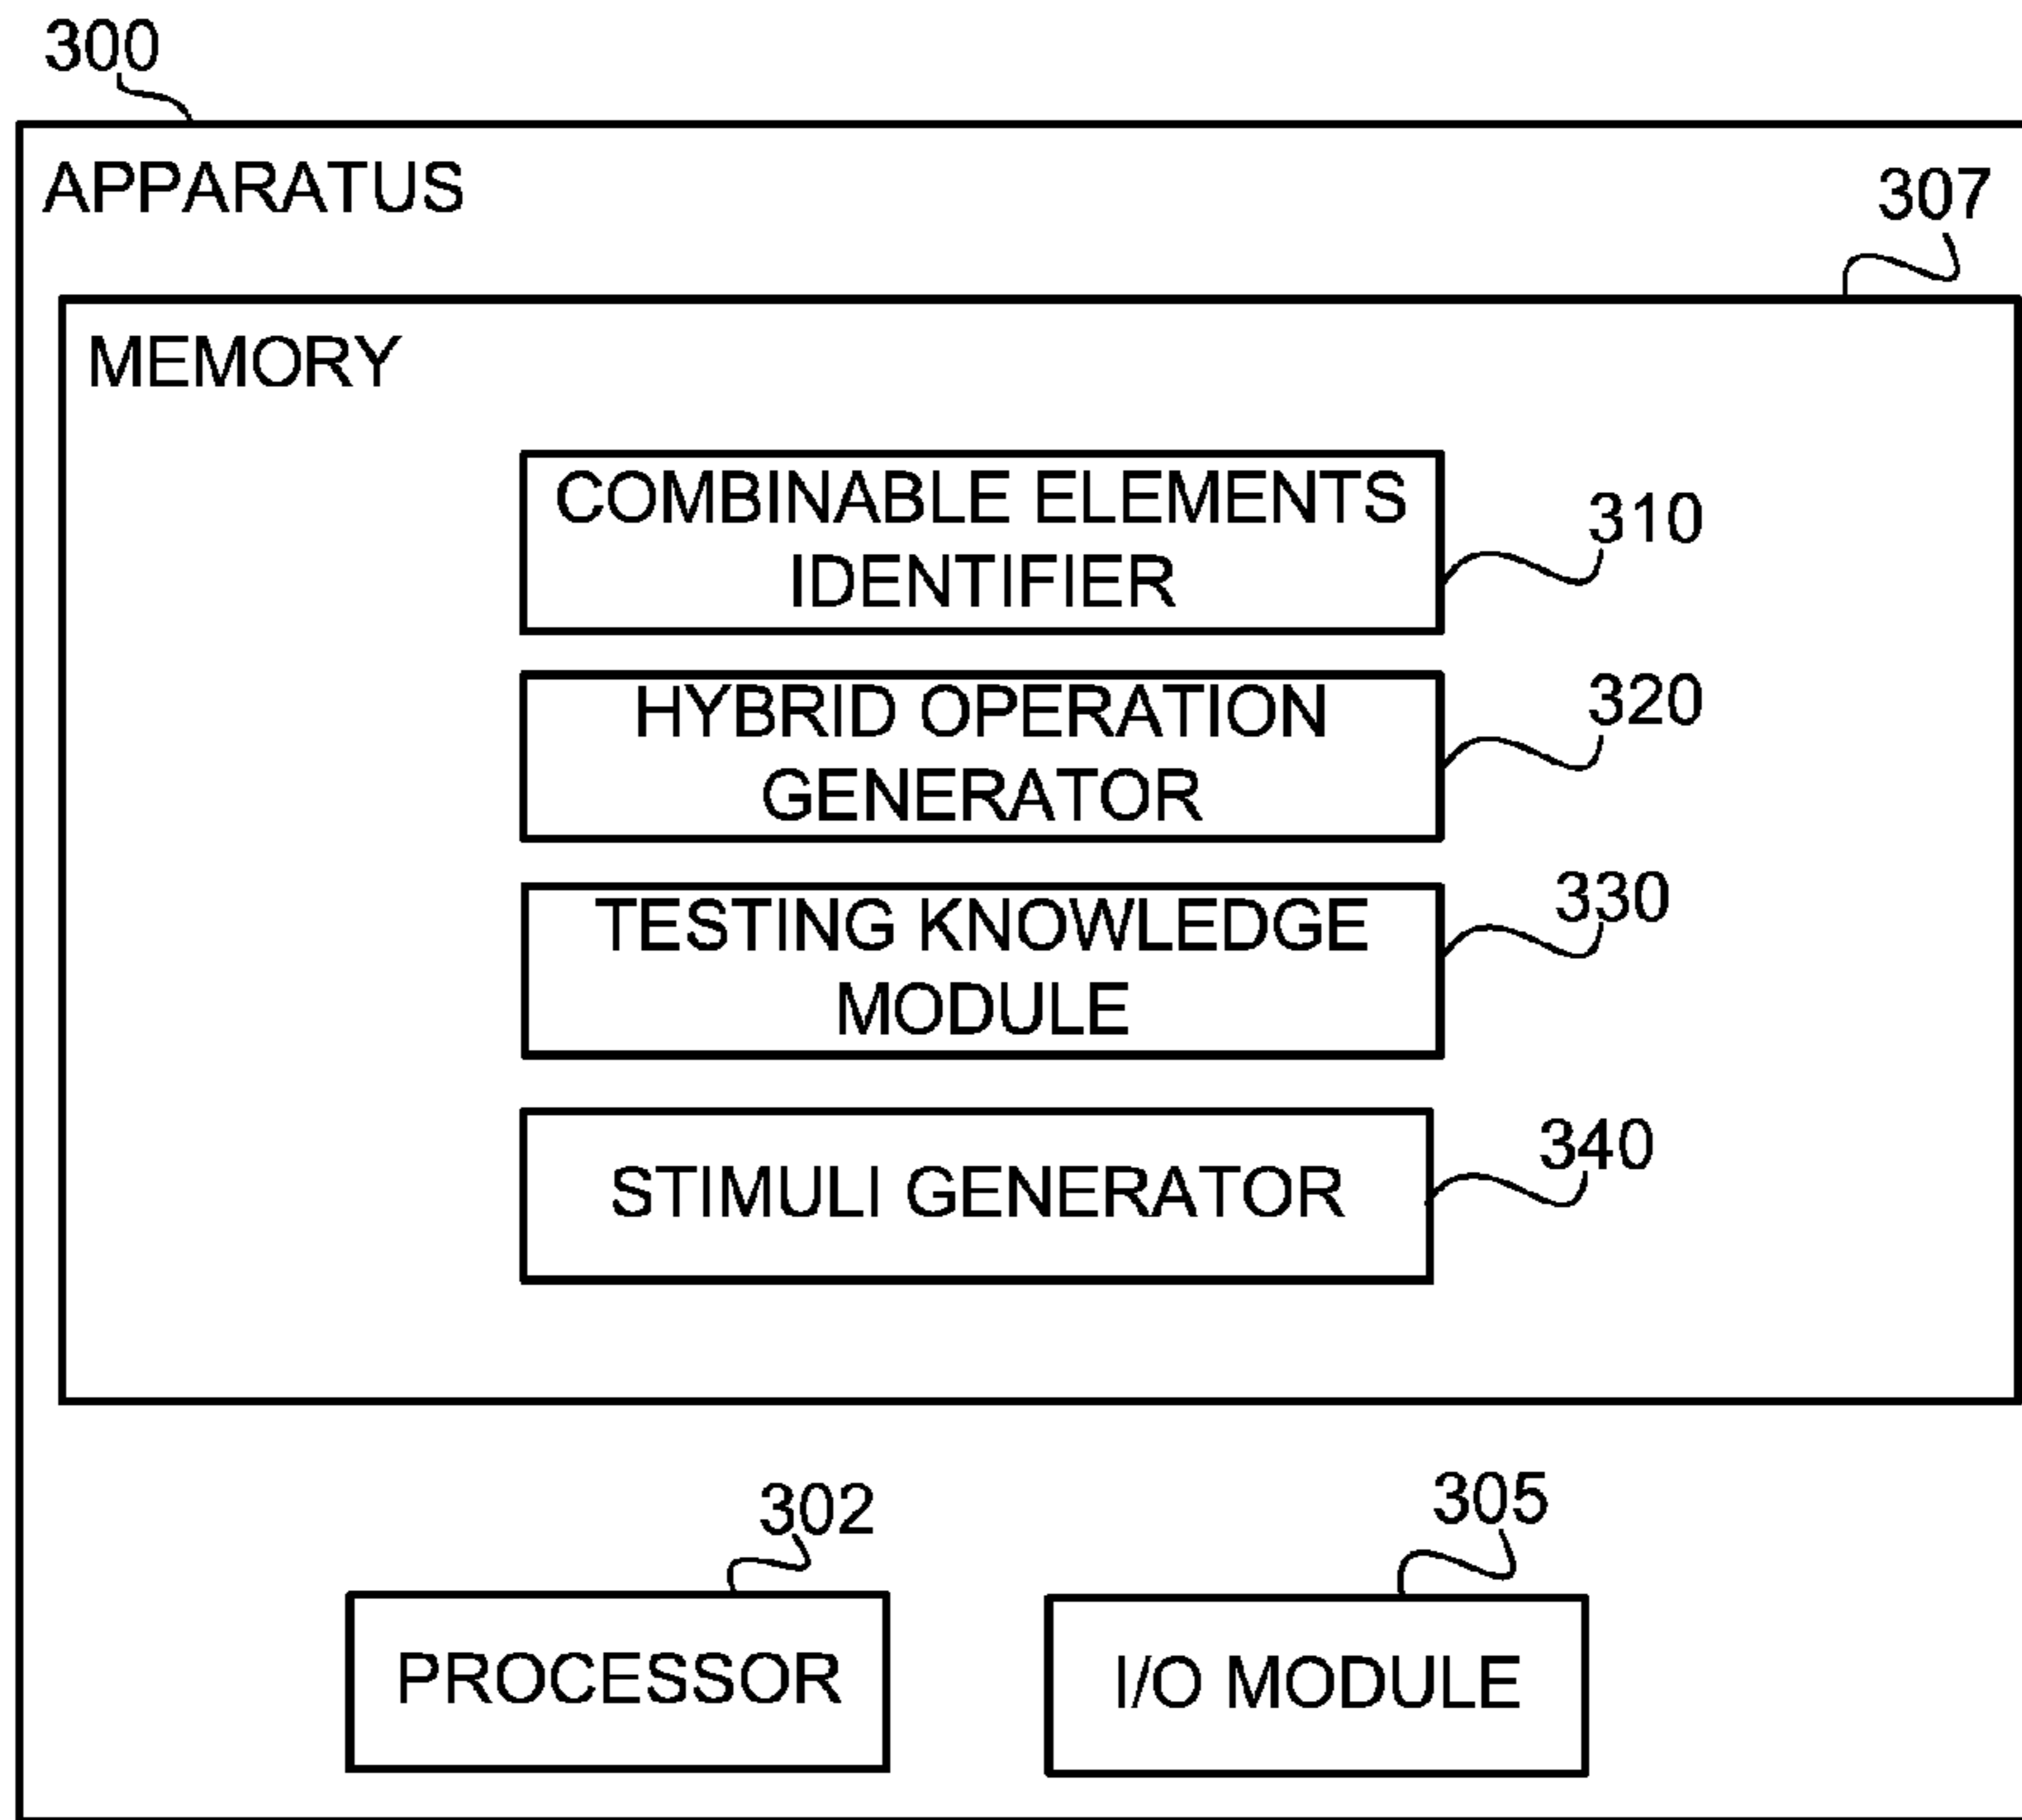 300
APPARATUS
307
MEMORY
COMBINABLE ELEMENTS
IDENTIFIER
310
HYBRID OPERATION
GENERATOR
320
TESTING KNOWLEDGE
MODULE
330
STIMULI GENERATOR
340
302
PROCESSOR
305
I/O MODULE